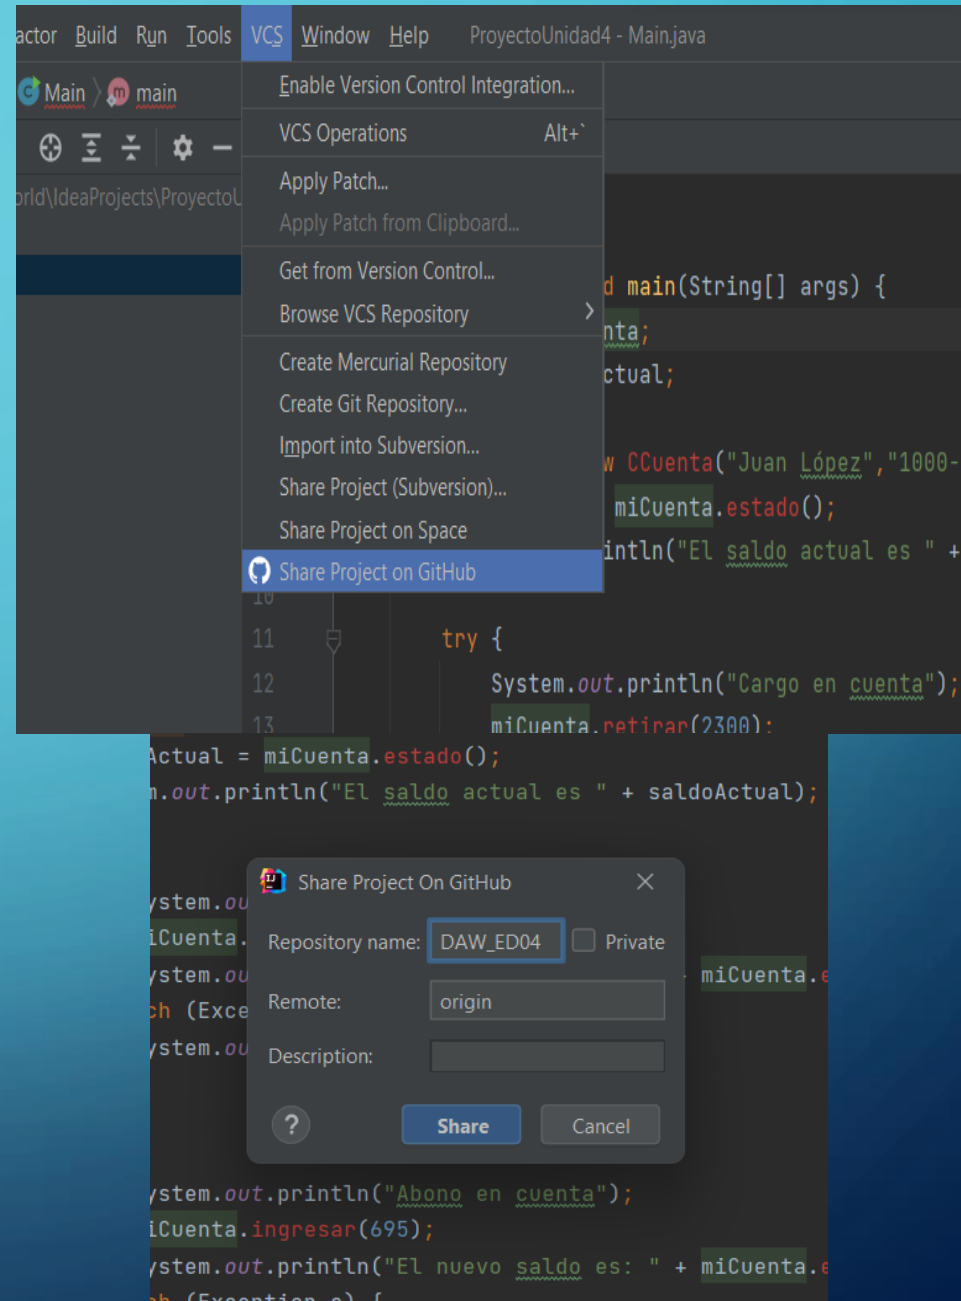 actor Build Run Tools VCS Window Help ProyectoUnidad4 - Main.java
Main main
Enable Version Control Integration...
VCS Operations Alt+`
Apply Patch...
orld\IdeaProjects\ProyectoU
Apply Patch from Clipboard...
Get from Version Control...
d main(String[] args) {
Browse VCS Repository
nta;
Create Mercurial Repository
ctual;
Create Git Repository...
Import into Subversion...
w CCuenta("Juan López","1000-
Share Project (Subversion)...
miCuenta.estado();
Share Project on Space
intln("El saldo actual es " +
Share Project on GitHub
10
11 try {
12 System.out.println("Cargo en cuenta");
13 miCuenta.retirar(2300);
Actual = miCuenta.estado();
m.out.println("El saldo actual es " + saldoActual);
Share Project On GitHub
ystem.ou
iCuenta.
Repository name: DAW_ED04 Private
ystem.ou miCuenta.e
Remote: origin
ch (Exce
ystem.ou
Description:
? Share Cancel
ystem.out.println("Abono en cuenta");
iCuenta.ingresar(695);
ystem.out.println("El nuevo saldo es: " + miCuenta.e
ch (Exception e) {